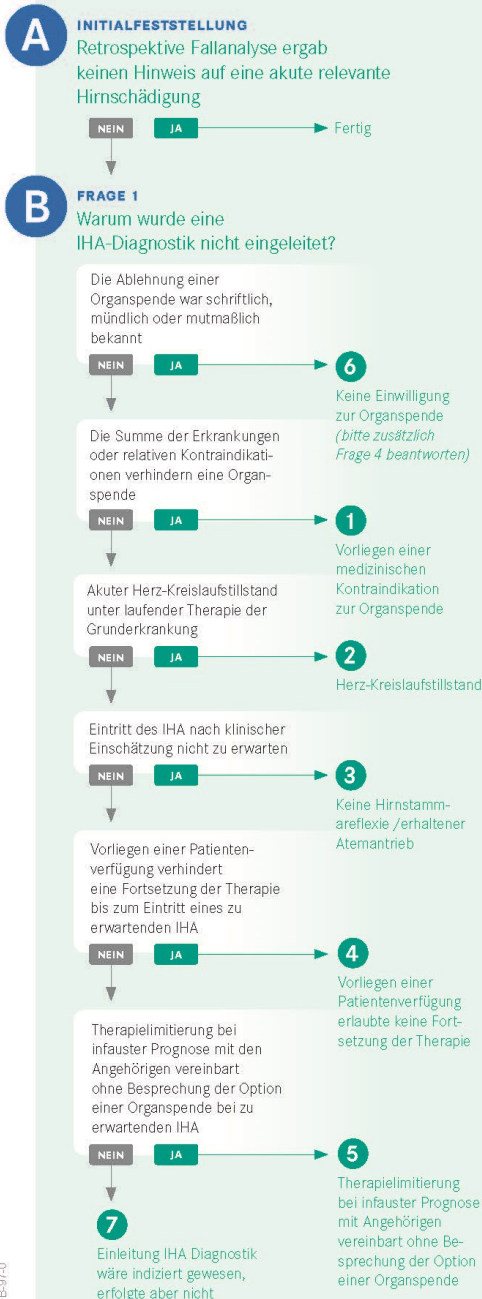 A
INITIALFESTSTELLUNG
Retrospektive Fallanalyse ergab
keinen Hinweis auf eine akute relevante
Hirnschädigung
NEIN JA Fertig
B
FRAGE 1
Warum wurde eine
IHA-Diagnostik nicht eingeleitet?
Die Ablehnung einer
Organspende war schriftlich,
mündlich oder mutmaßlich
bekannt
NEIN JA 6
Keine Einwilligung
zur Organspende
(bitte zusätzlich
Frage 4 beantworten)
Die Summe der Erkrankungen
oder relativen Kontraindikati-
onen verhindern eine Organ-
spende
NEIN JA 1
Vorliegen einer
medizinischen
Kontraindikation
zur Organspende
Akuter Herz-Kreislaufstillstand
unter laufender Therapie der
Grunderkrankung
NEIN JA 2
Herz-Kreislaufstillstand
Eintritt des IHA nach klinischer
Einschätzung nicht zu erwarten
NEIN JA 3
Keine Hirnstamm-
areflexie /erhaltener
Atemantrieb
Vorliegen einer Patienten-
verfügung verhindert
eine Fortsetzung der Therapie
bis zum Eintritt eines zu
erwartenden IHA
NEIN JA 4
Vorliegen einer
Patientenverfügung
erlaubte keine Fort-
setzung der Therapie
Therapielimitierung bei
infauster Prognose mit den
Angehörigen vereinbart
ohne Besprechung der Option
einer Organspende bei zu
erwartenden IHA
NEIN JA 5
Therapielimitierung
bei infauster Prognose
mit Angehörigen
vereinbart ohne Be-
sprechung der Option
einer Organspende
7
Einleitung IHA Diagnostik
wäre indiziert gewesen,
erfolgte aber nicht
B-97-0